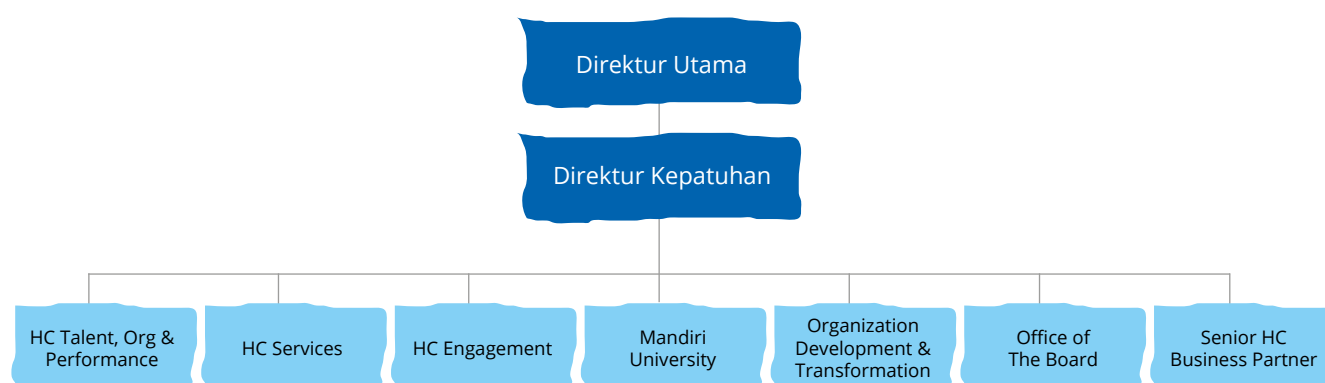 Direktur Utama
Direktur Kepatuhan
HC Talent, Org &
Performance
HC Services
HC Engagement
Mandiri
University
Organization
Development &
Transformation
Office of
The Board
Senior HC
Business Partner